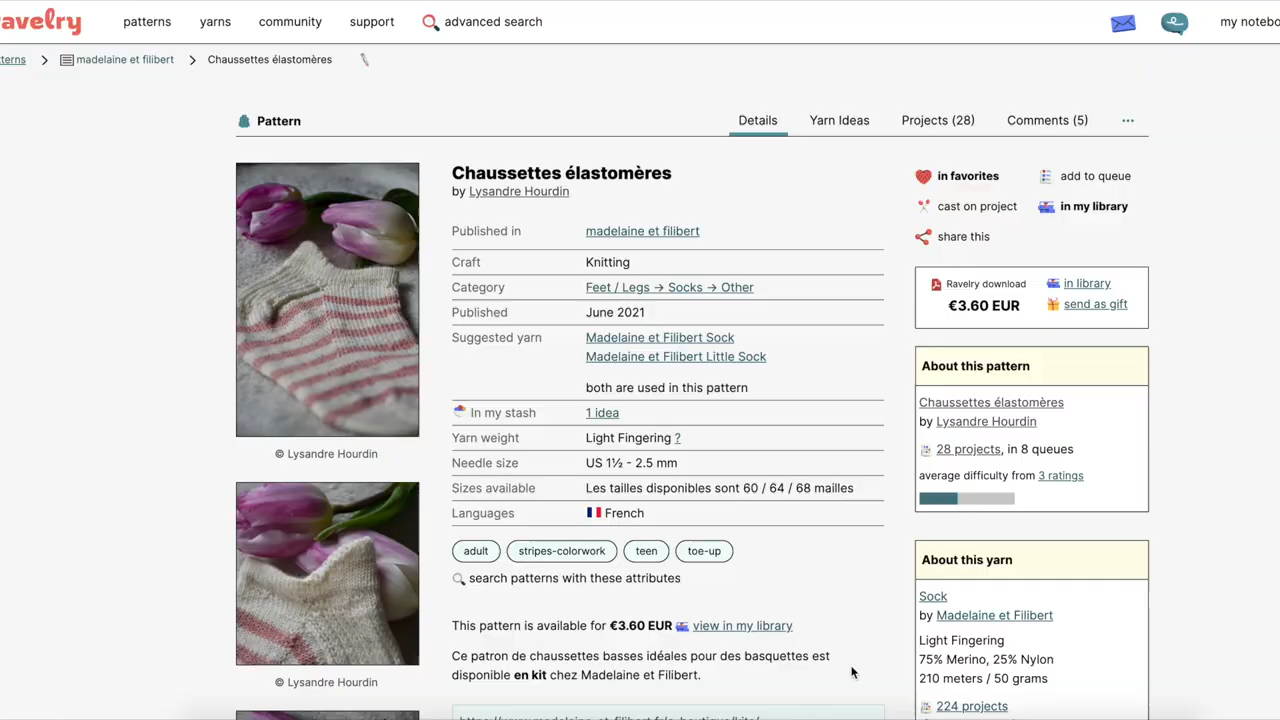 ravelry
patterns
yarns
community
support
advanced search
my notebo
terns
madelaine et filibert
Chaussettes élastomères
Pattern
Details
Yarn Ideas
Projects (28)
Comments (5)
Chaussettes élastomères
by Lysandre Hourdin
Published in madelaine et filibert
Craft Knitting
Category Feet / Legs → Socks → Other
Published June 2021
Suggested yarn Madelaine et Filibert Sock
Madelaine et Filibert Little Sock
both are used in this pattern
In my stash 1 idea
Yarn weight Light Fingering ?
Needle size US 1½ - 2.5 mm
Sizes available Les tailles disponibles sont 60 / 64 / 68 mailles
Languages French
adult
stripes-colorwork
teen
toe-up
search patterns with these attributes
This pattern is available for €3.60 EUR view in my library
Ce patron de chaussettes basses idéales pour des basquettes est
disponible en kit chez Madelaine et Filibert.
© Lysandre Hourdin
© Lysandre Hourdin
in favorites
add to queue
cast on project
in my library
share this
Ravelry download
€3.60 EUR
in library
send as gift
About this pattern
Chaussettes élastomères
by Lysandre Hourdin
28 projects, in 8 queues
average difficulty from 3 ratings
About this yarn
Sock
by Madelaine et Filibert
Light Fingering
75% Merino, 25% Nylon
210 meters / 50 grams
224 projects